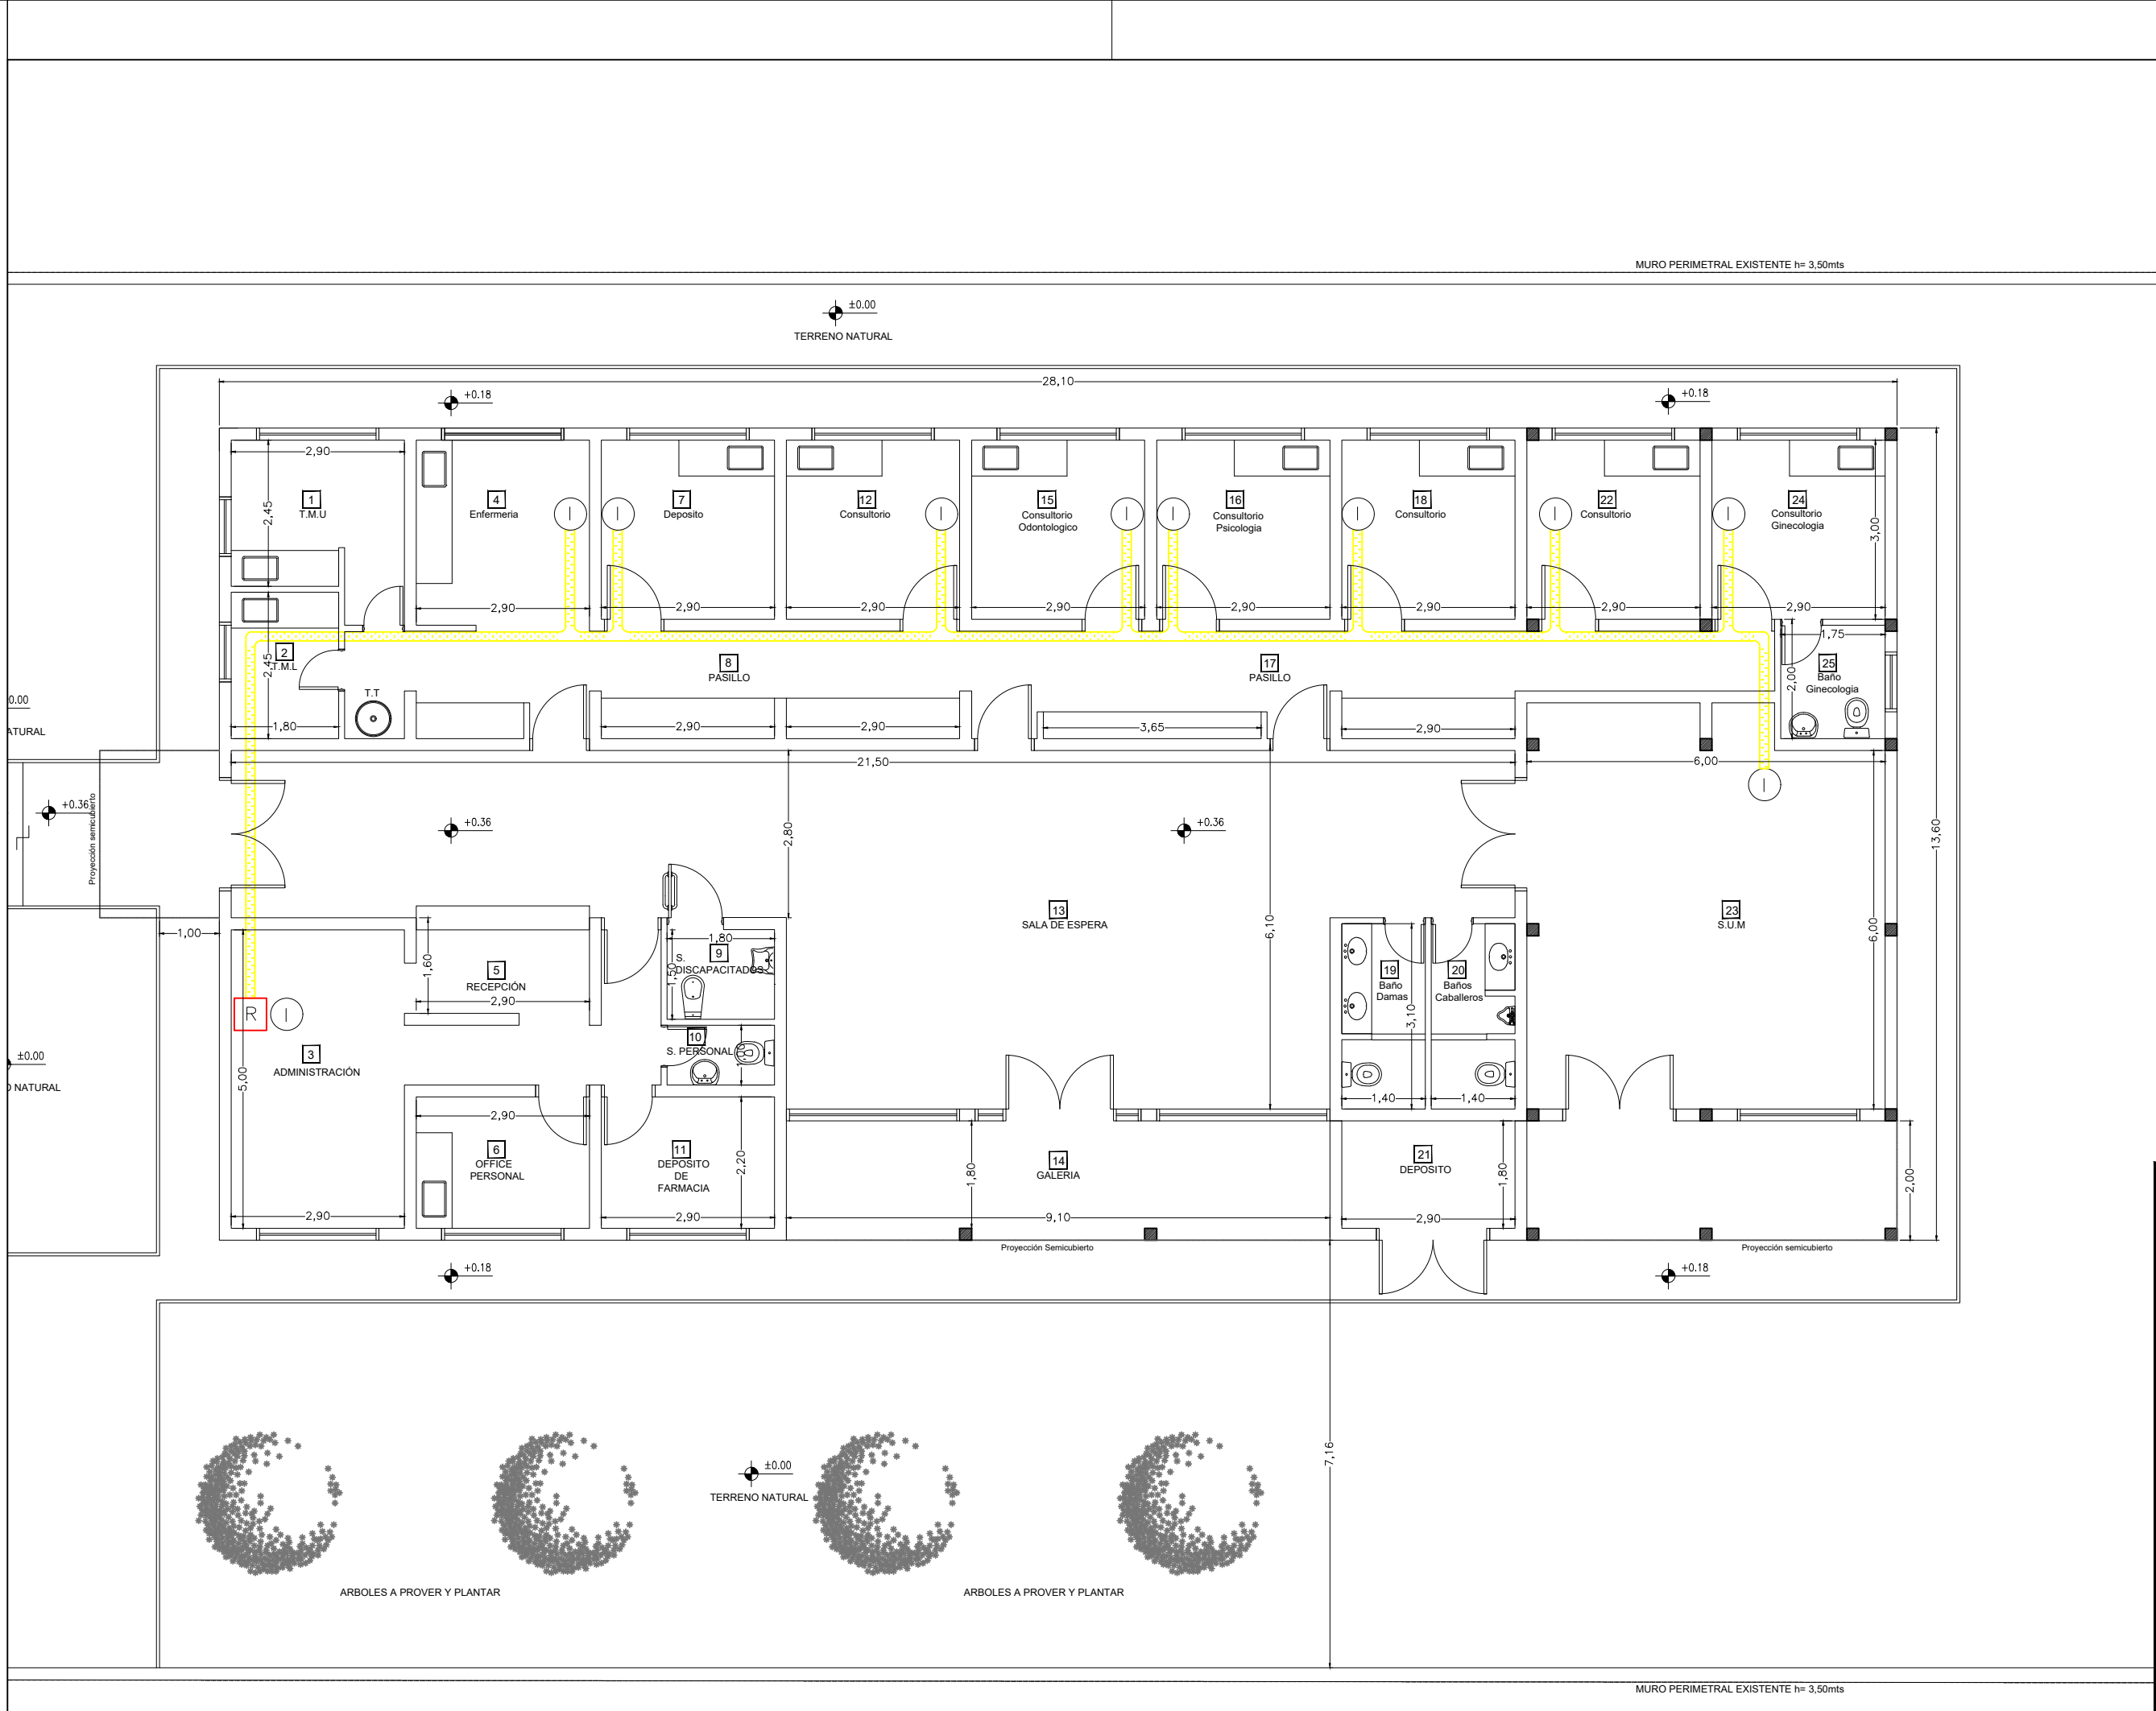 MURO PERIMETRAL EXISTENTE h= 3,50mts
±0.00
TERRENO NATURAL
28,10
+0.18
+0.18
2,90
2,45
1
T.M.U
4
Enfermeria
7
Deposito
12
Consultorio
15
Consultorio
Odontologico
16
Consultorio
Psicologia
18
Consultorio
22
Consultorio
24
Consultorio
Ginecologia
3,00
I
I
I
I
I
I
I
I
2,90
2,90
2,90
2,90
2,90
2,90
2,90
2,90
1,75
2
T.M.L
2,45
8
PASILLO
17
PASILLO
25
Baño
Ginecologia
2,00
T.T
0.00
ATURAL
1,80
2,90
2,90
3,65
2,90
21,50
6,00
I
+0.36
Proyección semicubierto
+0.36
2,80
+0.36
13,60
1,00
13
SALA DE ESPERA
6,10
23
S.U.M
6,00
1,60
5
RECEPCIÓN
2,90
1,80
9
S.
DISCAPACITADOS
1,50
19
Baño
Damas
20
Baños
Caballeros
3,10
R
I
3
ADMINISTRACIÓN
5,00
10
S. PERSONAL
±0.00
O NATURAL
2,90
1,40
1,40
6
OFFICE
PERSONAL
11
DEPOSITO
DE
FARMACIA
2,20
1,80
14
GALERIA
21
DEPOSITO
1,80
2,00
2,90
2,90
9,10
2,90
Proyección Semicubierto
Proyección semicubierto
+0.18
+0.18
7,16
±0.00
TERRENO NATURAL
ARBOLES A PROVER Y PLANTAR
ARBOLES A PROVER Y PLANTAR
MURO PERIMETRAL EXISTENTE h= 3,50mts